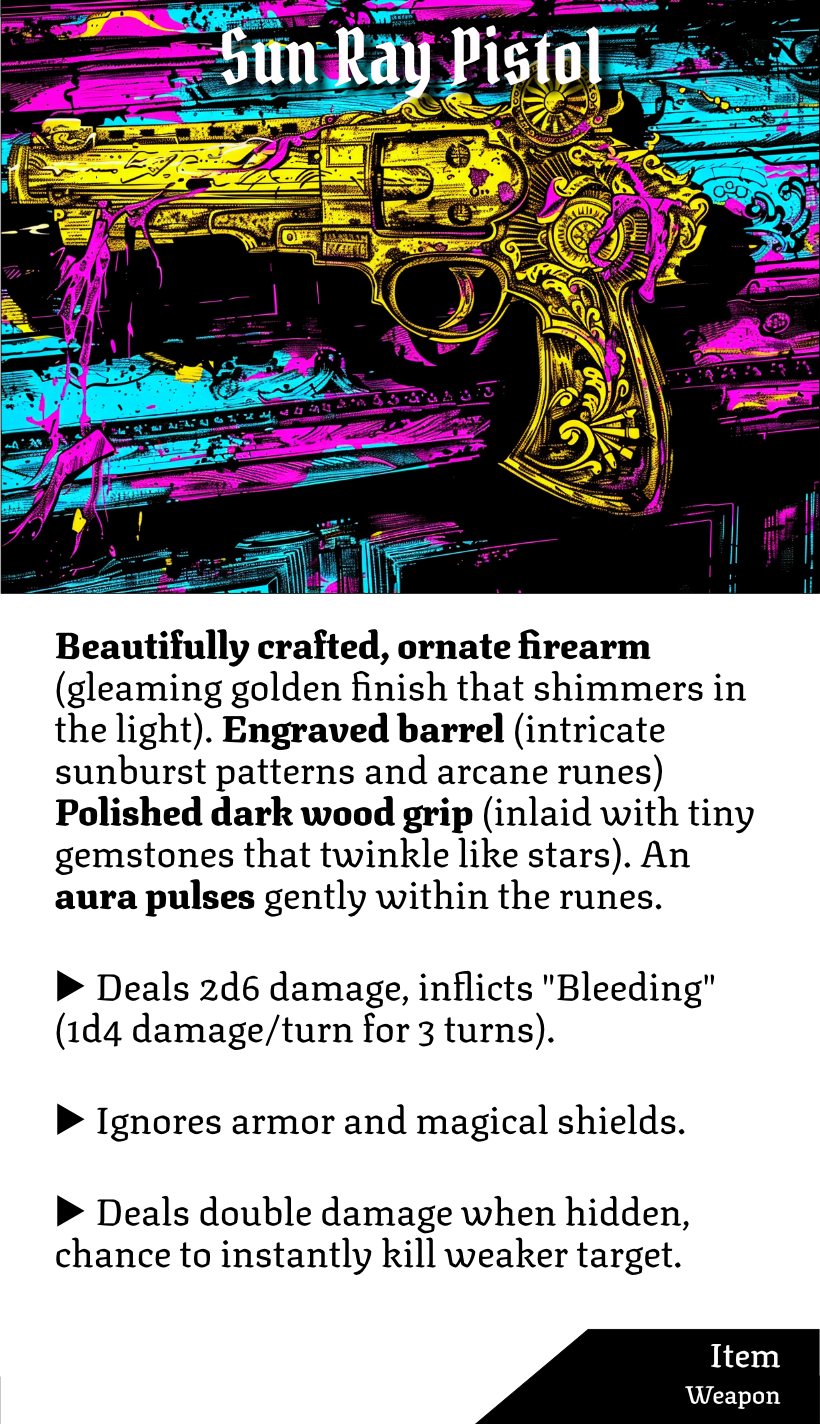 Sun Ray Pistol
Beautifully crafted, ornate firearm
(gleaming golden finish that shimmers in
the light). Engraved barrel (intricate
sunburst patterns and arcane runes)
Polished dark wood grip (inlaid with tiny
gemstones that twinkle like stars). An
aura pulses gently within the runes.
▶ Deals 2d6 damage, inflicts "Bleeding"
(1d4 damage/turn for 3 turns).
▶ Ignores armor and magical shields.
▶ Deals double damage when hidden,
chance to instantly kill weaker target.
Item
Weapon